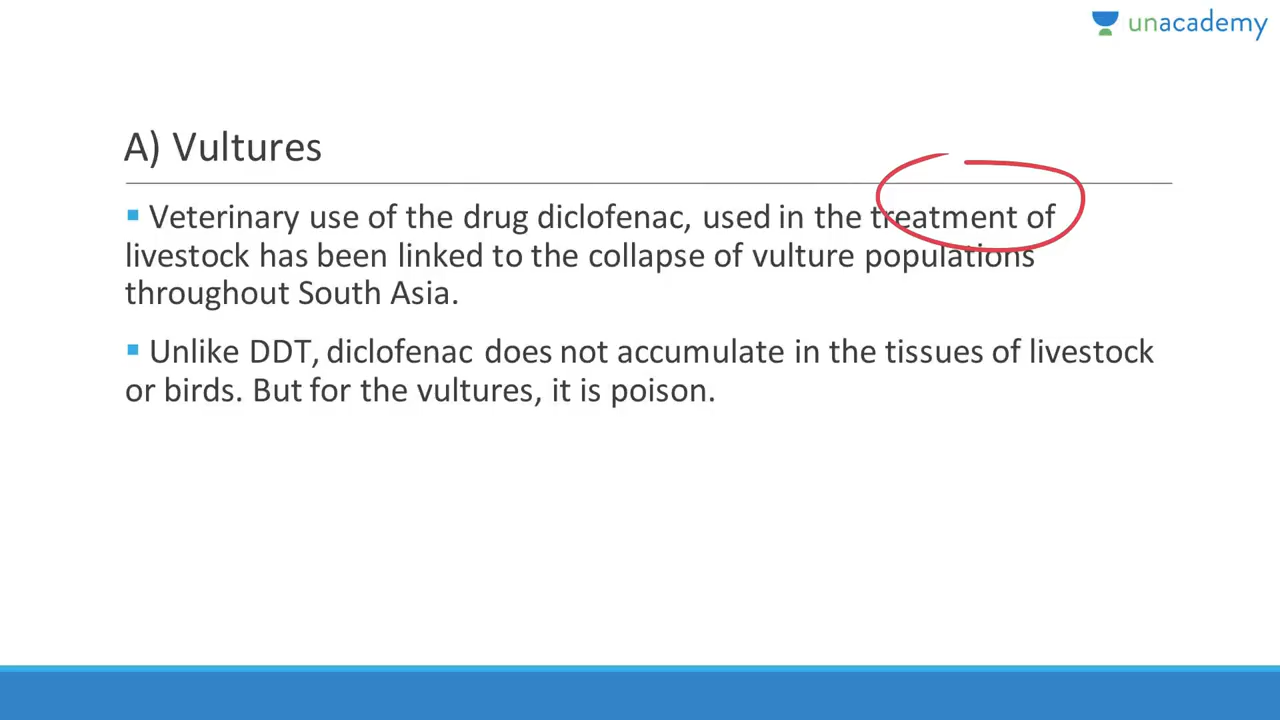 unacademy
A) Vultures
▪ Veterinary use of the drug diclofenac, used in the treatment of
livestock has been linked to the collapse of vulture populations
throughout South Asia.
▪ Unlike DDT, diclofenac does not accumulate in the tissues of livestock
or birds. But for the vultures, it is poison.